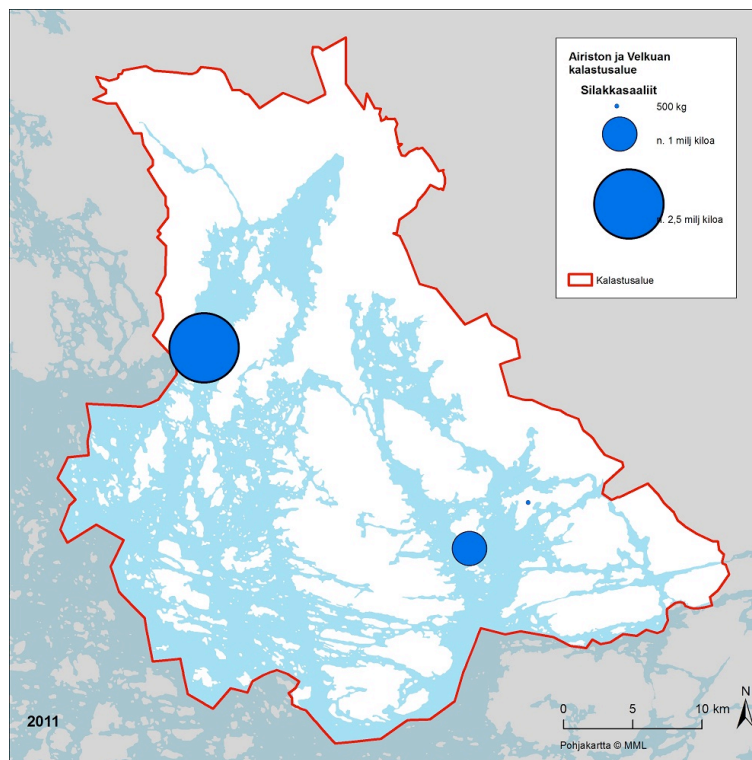 Airiston ja Velkuan
kalastusalue
Silakkasaaliit
500 kg
n. 1 milj kiloa
n. 2,5 milj kiloa
Kalastusalue
2011
N
0 5 10 km
Pohjakartta © MML